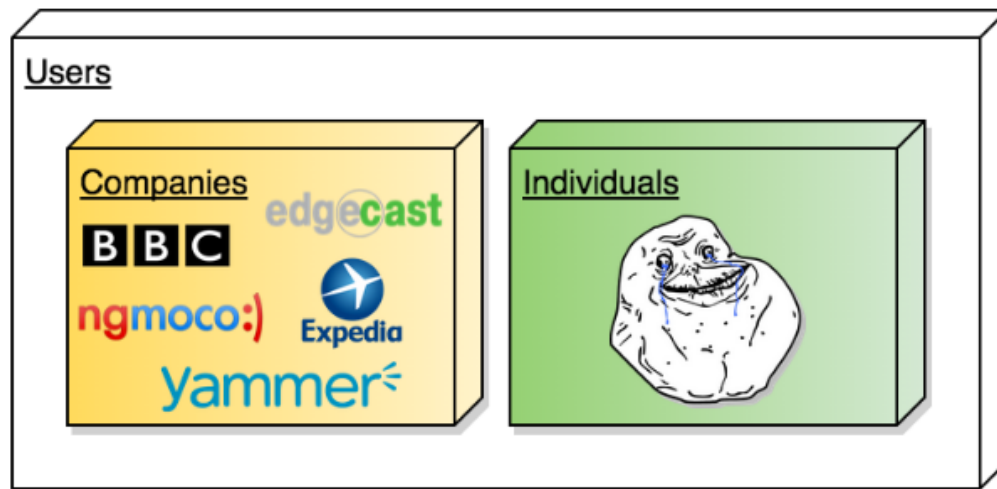 Users
Companies
edgecast
BBC
ngmoco:)
Expedia
yammer
Individuals